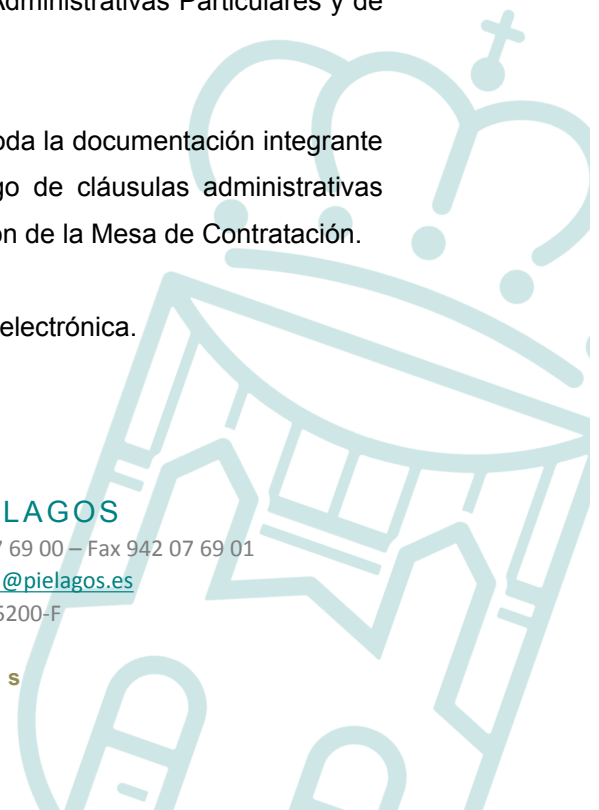 Administrativas Particulares y de
oda la documentación integrante
go de cláusulas administrativas
ón de la Mesa de Contratación.
electrónica.
LAGOS
7 69 00 – Fax 942 07 69 01
@pielagos.es
5200-F
s